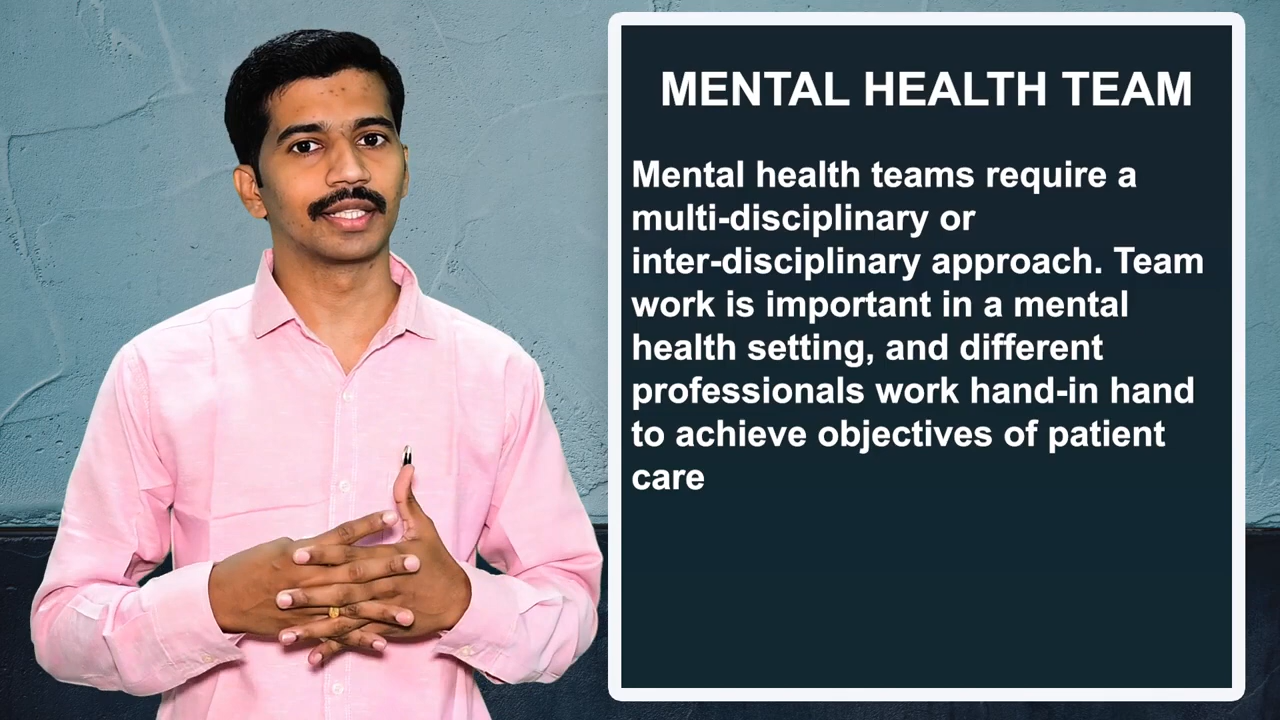 MENTAL HEALTH TEAM
Mental health teams require a
multi-disciplinary or
inter-disciplinary approach. Team
work is important in a mental
health setting, and different
professionals work hand-in hand
to achieve objectives of patient
care